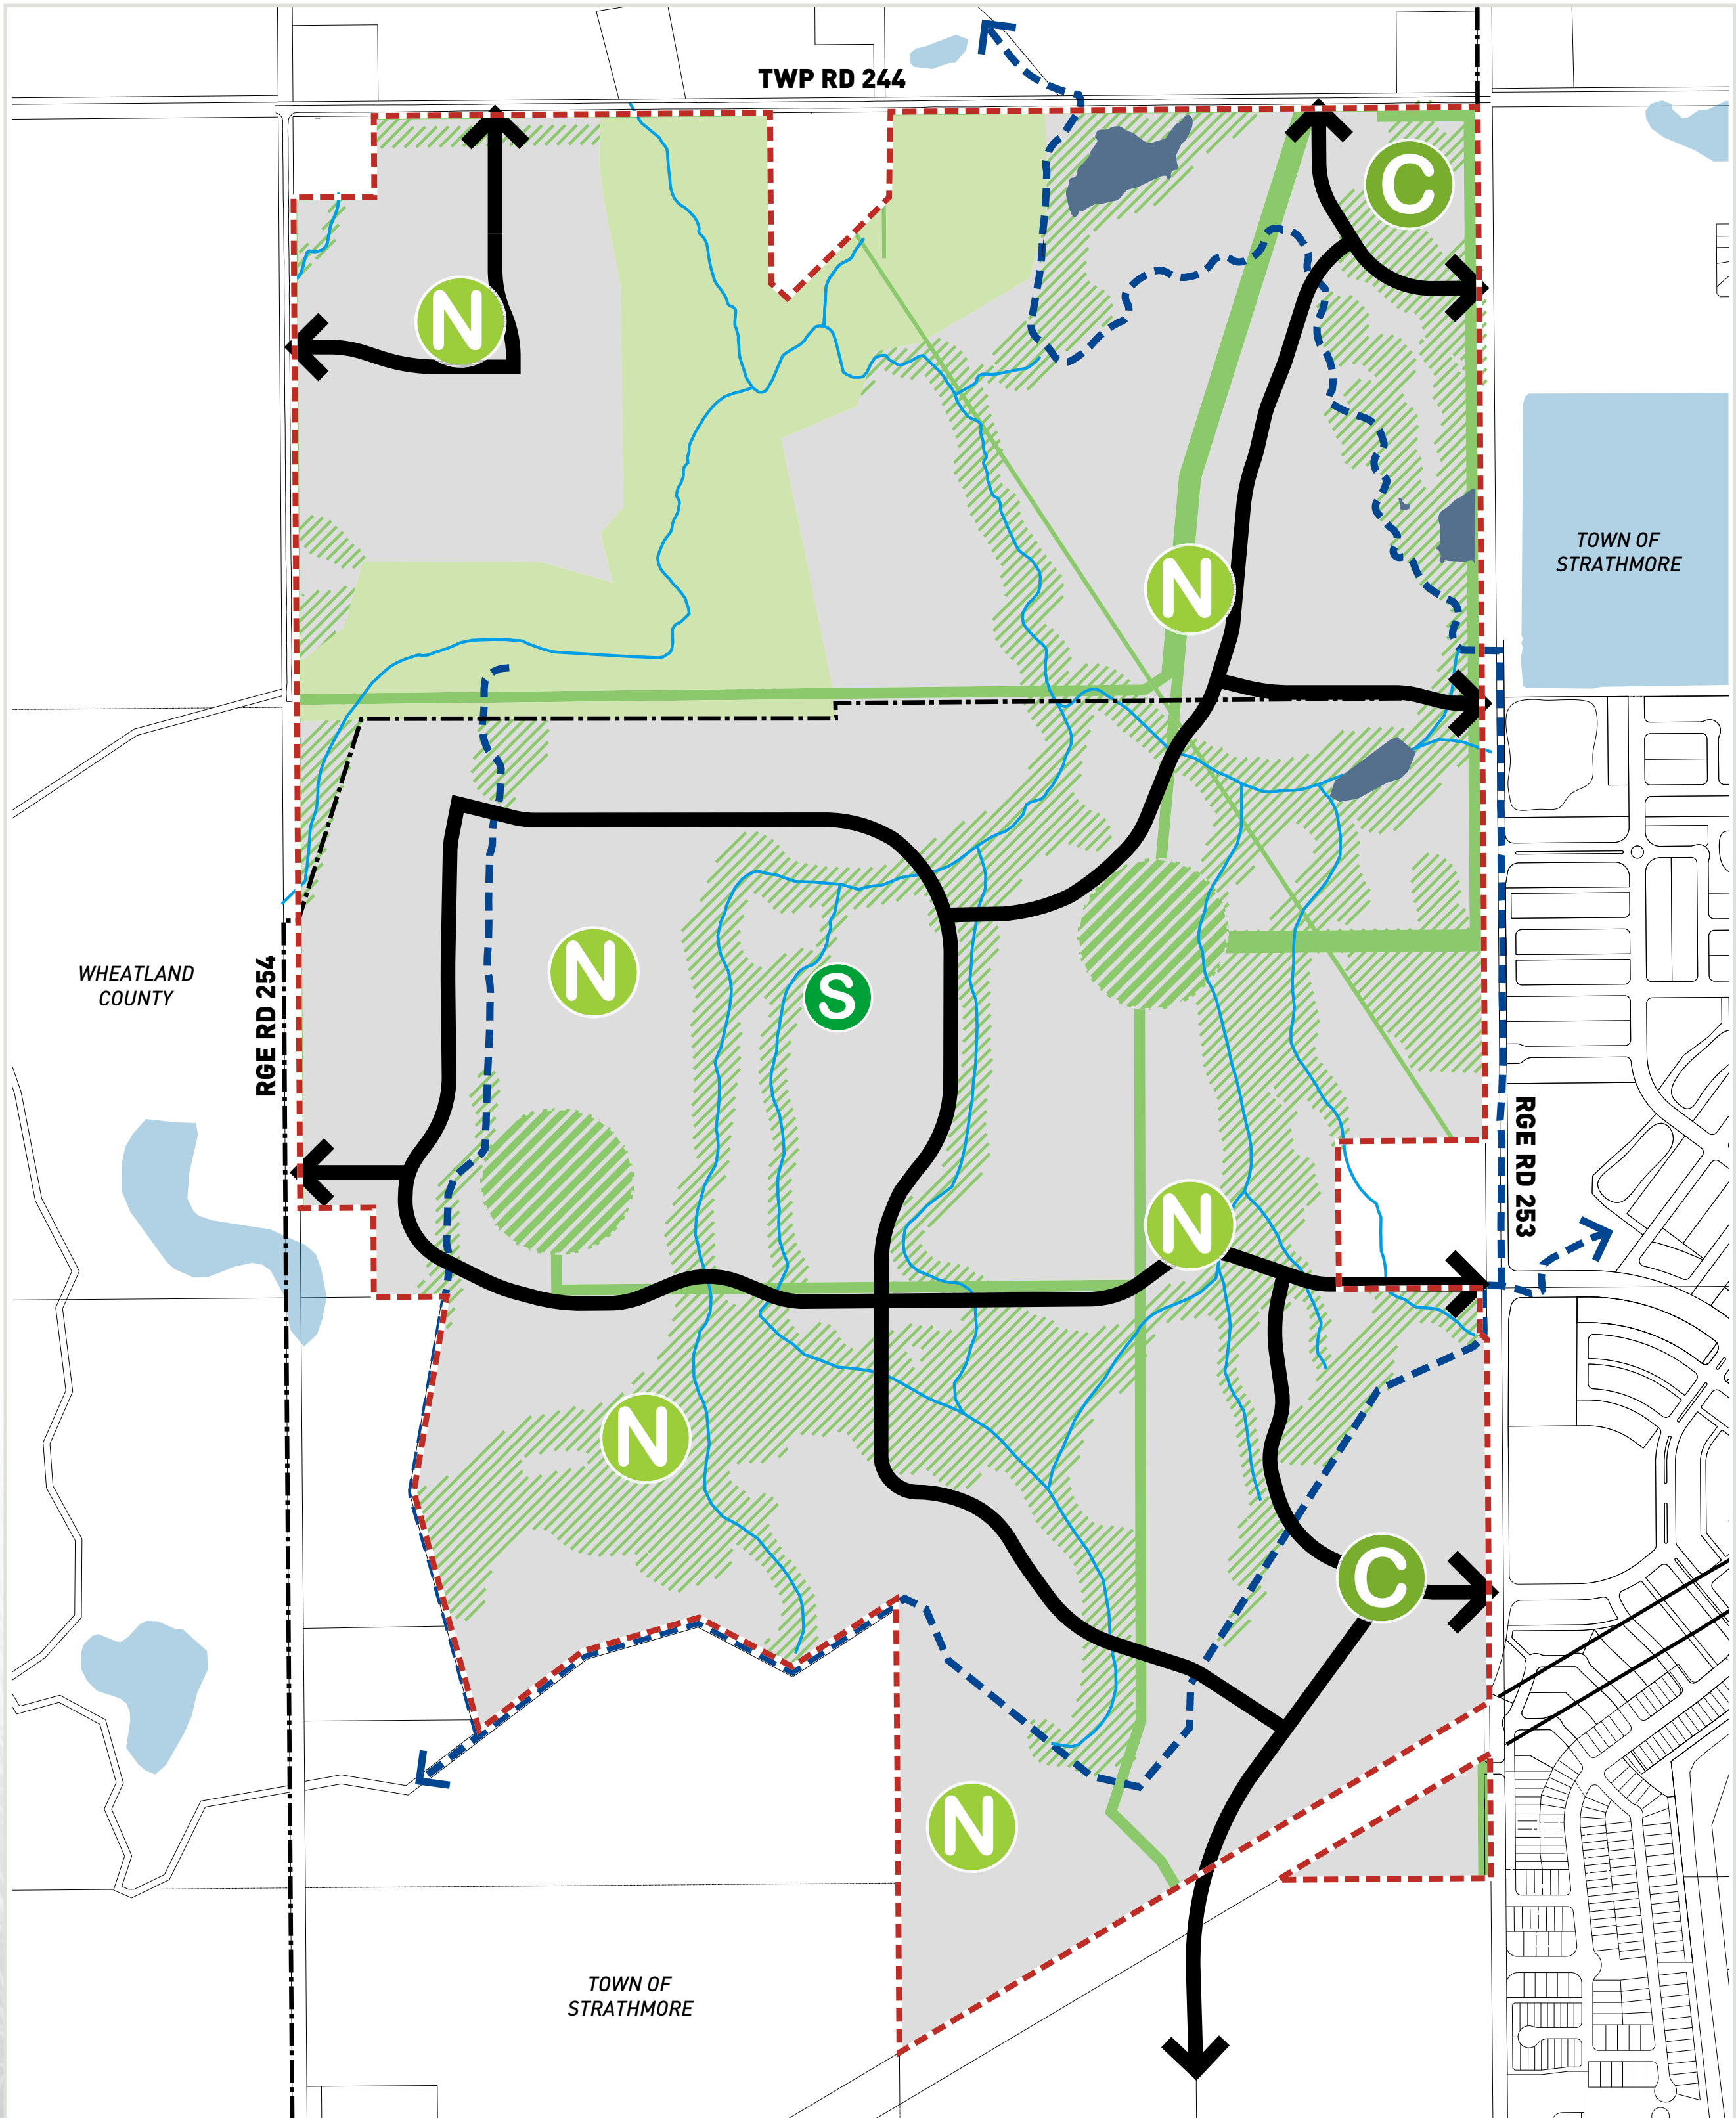 TWP RD 244
C
N
TOWN OF
STRATHMORE
N
WHEATLAND
COUNTY
RGE RD 254
N
S
RGE RD 253
N
N
C
N
TOWN OF
STRATHMORE